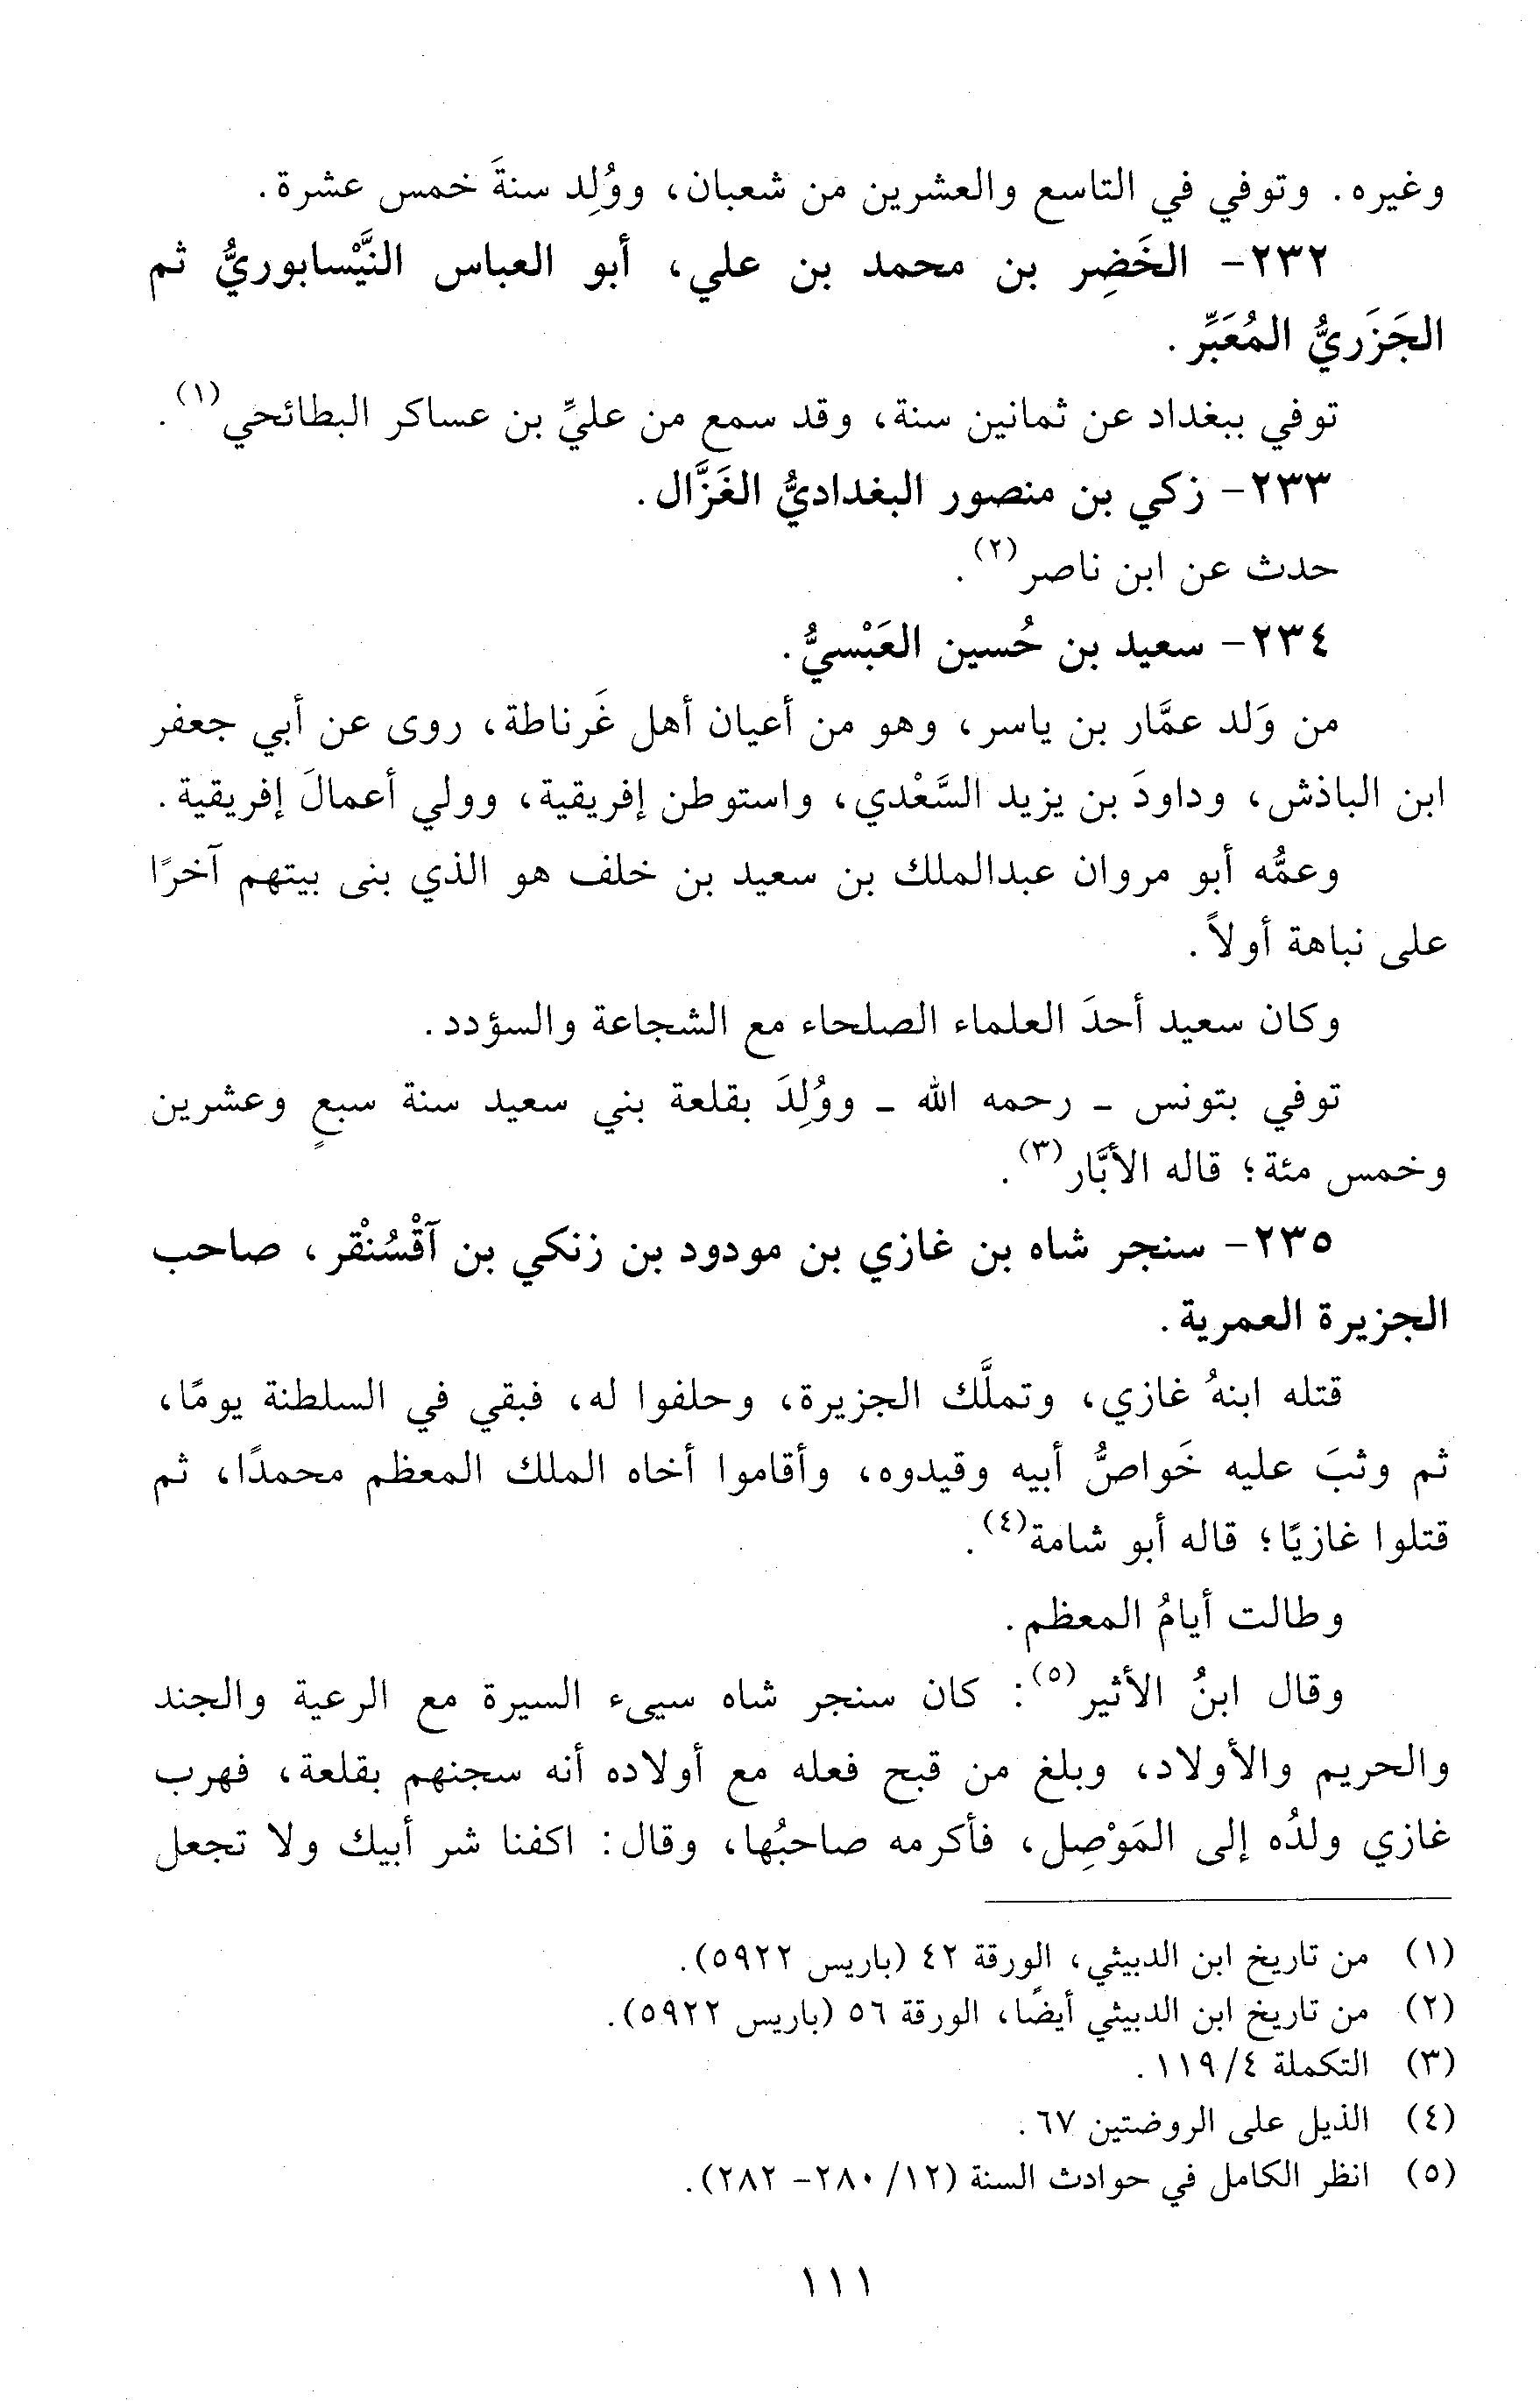 وغيره. وتوفي في التاسع والعشرين من شعبان، ووُلِد سنةَ خمس عشرة.
٢٣٢- الخَضِر بن محمد بن علي، أبو العباس النَّيْسابوريُّ ثم
الجَزَريُّ المُعَبِّر.
توفي ببغداد عن ثمانين سنة، وقد سمع من عليِّ بن عساكر البطائحي(١).
٢٣٣- زكي بن منصور البغداديُّ الغَزَّال.
حدث عن ابن ناصر(٢).
٢٣٤- سعيد بن حُسين العَبْسيُّ.
من وَلد عمَّار بن ياسر، وهو من أعيان أهل غَرناطة، روى عن أبي جعفر
ابن الباذش، وداودَ بن يزيد السَّعْدي، واستوطن إفريقية، وولي أعمالَ إفريقية.
وعمُّه أبو مروان عبدالملك بن سعيد بن خلف هو الذي بنى بيتهم آخرًا
على نباهة أولاً.
وكان سعيد أحدَ العلماء الصلحاء مع الشجاعة والسؤدد.
توفي بتونس ـ رحمه الله ـ ووُلِدَ بقلعة بني سعيد سنة سبعٍ وعشرين
وخمس مئة؛ قاله الأبَّار(٣).
٢٣٥- سنجر شاه بن غازي بن مودود بن زنكي بن آقْسُنْقر، صاحب
الجزيرة العمرية.
قتله ابنهُ غازي، وتملَّك الجزيرة، وحلفوا له، فبقي في السلطنة يومًا،
ثم وثبَ عليه خَواصُّ أبيه وقيدوه، وأقاموا أخاه الملك المعظم محمدًا، ثم
قتلوا غازيًا؛ قاله أبو شامة(٤).
وطالت أيامُ المعظم.
وقال ابنُ الأثير(٥): كان سنجر شاه سيىء السيرة مع الرعية والجند
والحريم والأولاد، وبلغ من قبح فعله مع أولاده أنه سجنهم بقلعة، فهرب
غازي ولدُه إلى المَوْصِل، فأكرمه صاحبُها، وقال: اكفنا شر أبيك ولا تجعل
(١) من تاريخ ابن الدبيثي، الورقة ٤٢ (باريس ٥٩٢٢).
(٢) من تاريخ ابن الدبيثي أيضًا، الورقة ٥٦ (باريس ٥٩٢٢).
(٣) التكملة ٤/ ١١٩.
(٤) الذيل على الروضتين ٦٧.
(٥) انظر الكامل في حوادث السنة (١٢/ ٢٨٠- ٢٨٢).
١١١